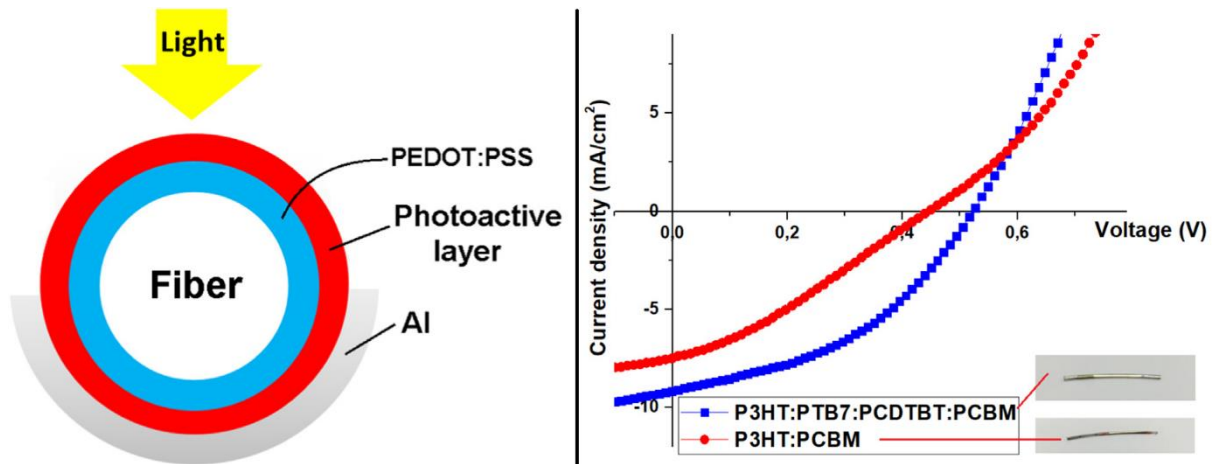 Light
PEDOT:PSS
Photoactive
layer
Fiber
Al
Current density (mA/cm²)
5
0
-5
-10
0,0
0,2
0,4
0,6
Voltage (V)
P3HT:PTB7:PCDTBT:PCBM
P3HT:PCBM